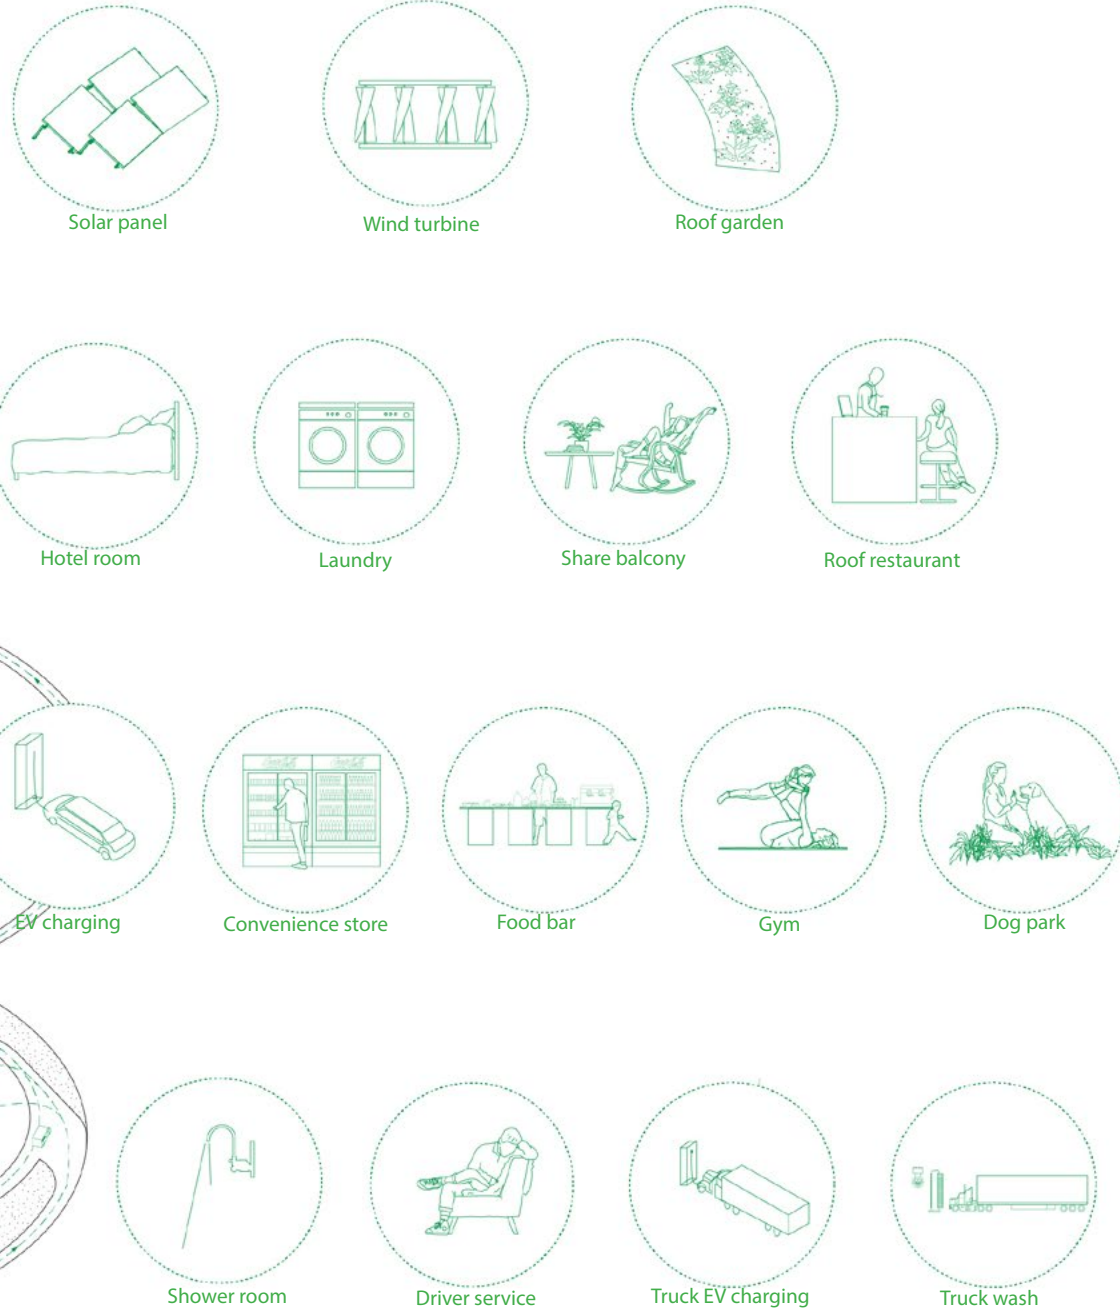 Solar panel
Wind turbine
Roof garden
Hotel room
Laundry
Share balcony
Roof restaurant
EV charging
Convenience store
Food bar
Gym
Dog park
Shower room
Driver service
Truck EV charging
Truck wash